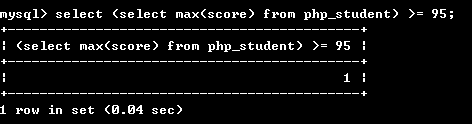 mysql> select (select max(score) from php_student) >= 95;
+------------------------------------------+
| (select max(score) from php_student) >= 95 |
+------------------------------------------+
| 1 |
+------------------------------------------+
1 row in set (0.04 sec)